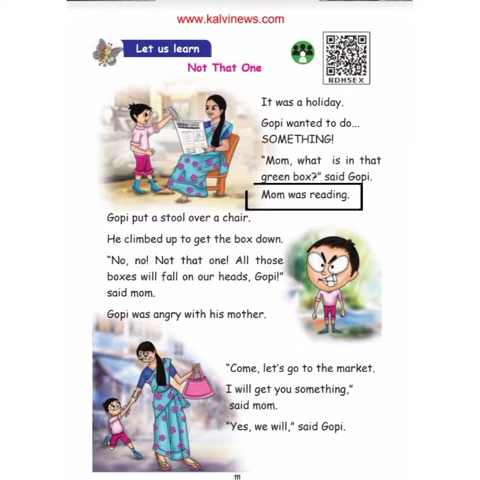 www.kalvinews.com
Let us learn
NDHSEX
Not That One
It was a holiday.
Gopi wanted to do...
SOMETHING!
“Mom, what is in that
green box?” said Gopi.
Mom was reading.
Gopi put a stool over a chair.
He climbed up to get the box down.
“No, no! Not that one! All those
boxes will fall on our heads, Gopi!”
said mom.
Gopi was angry with his mother.
“Come, let’s go to the market.
I will get you something,”
said mom.
“Yes, we will,” said Gopi.
111